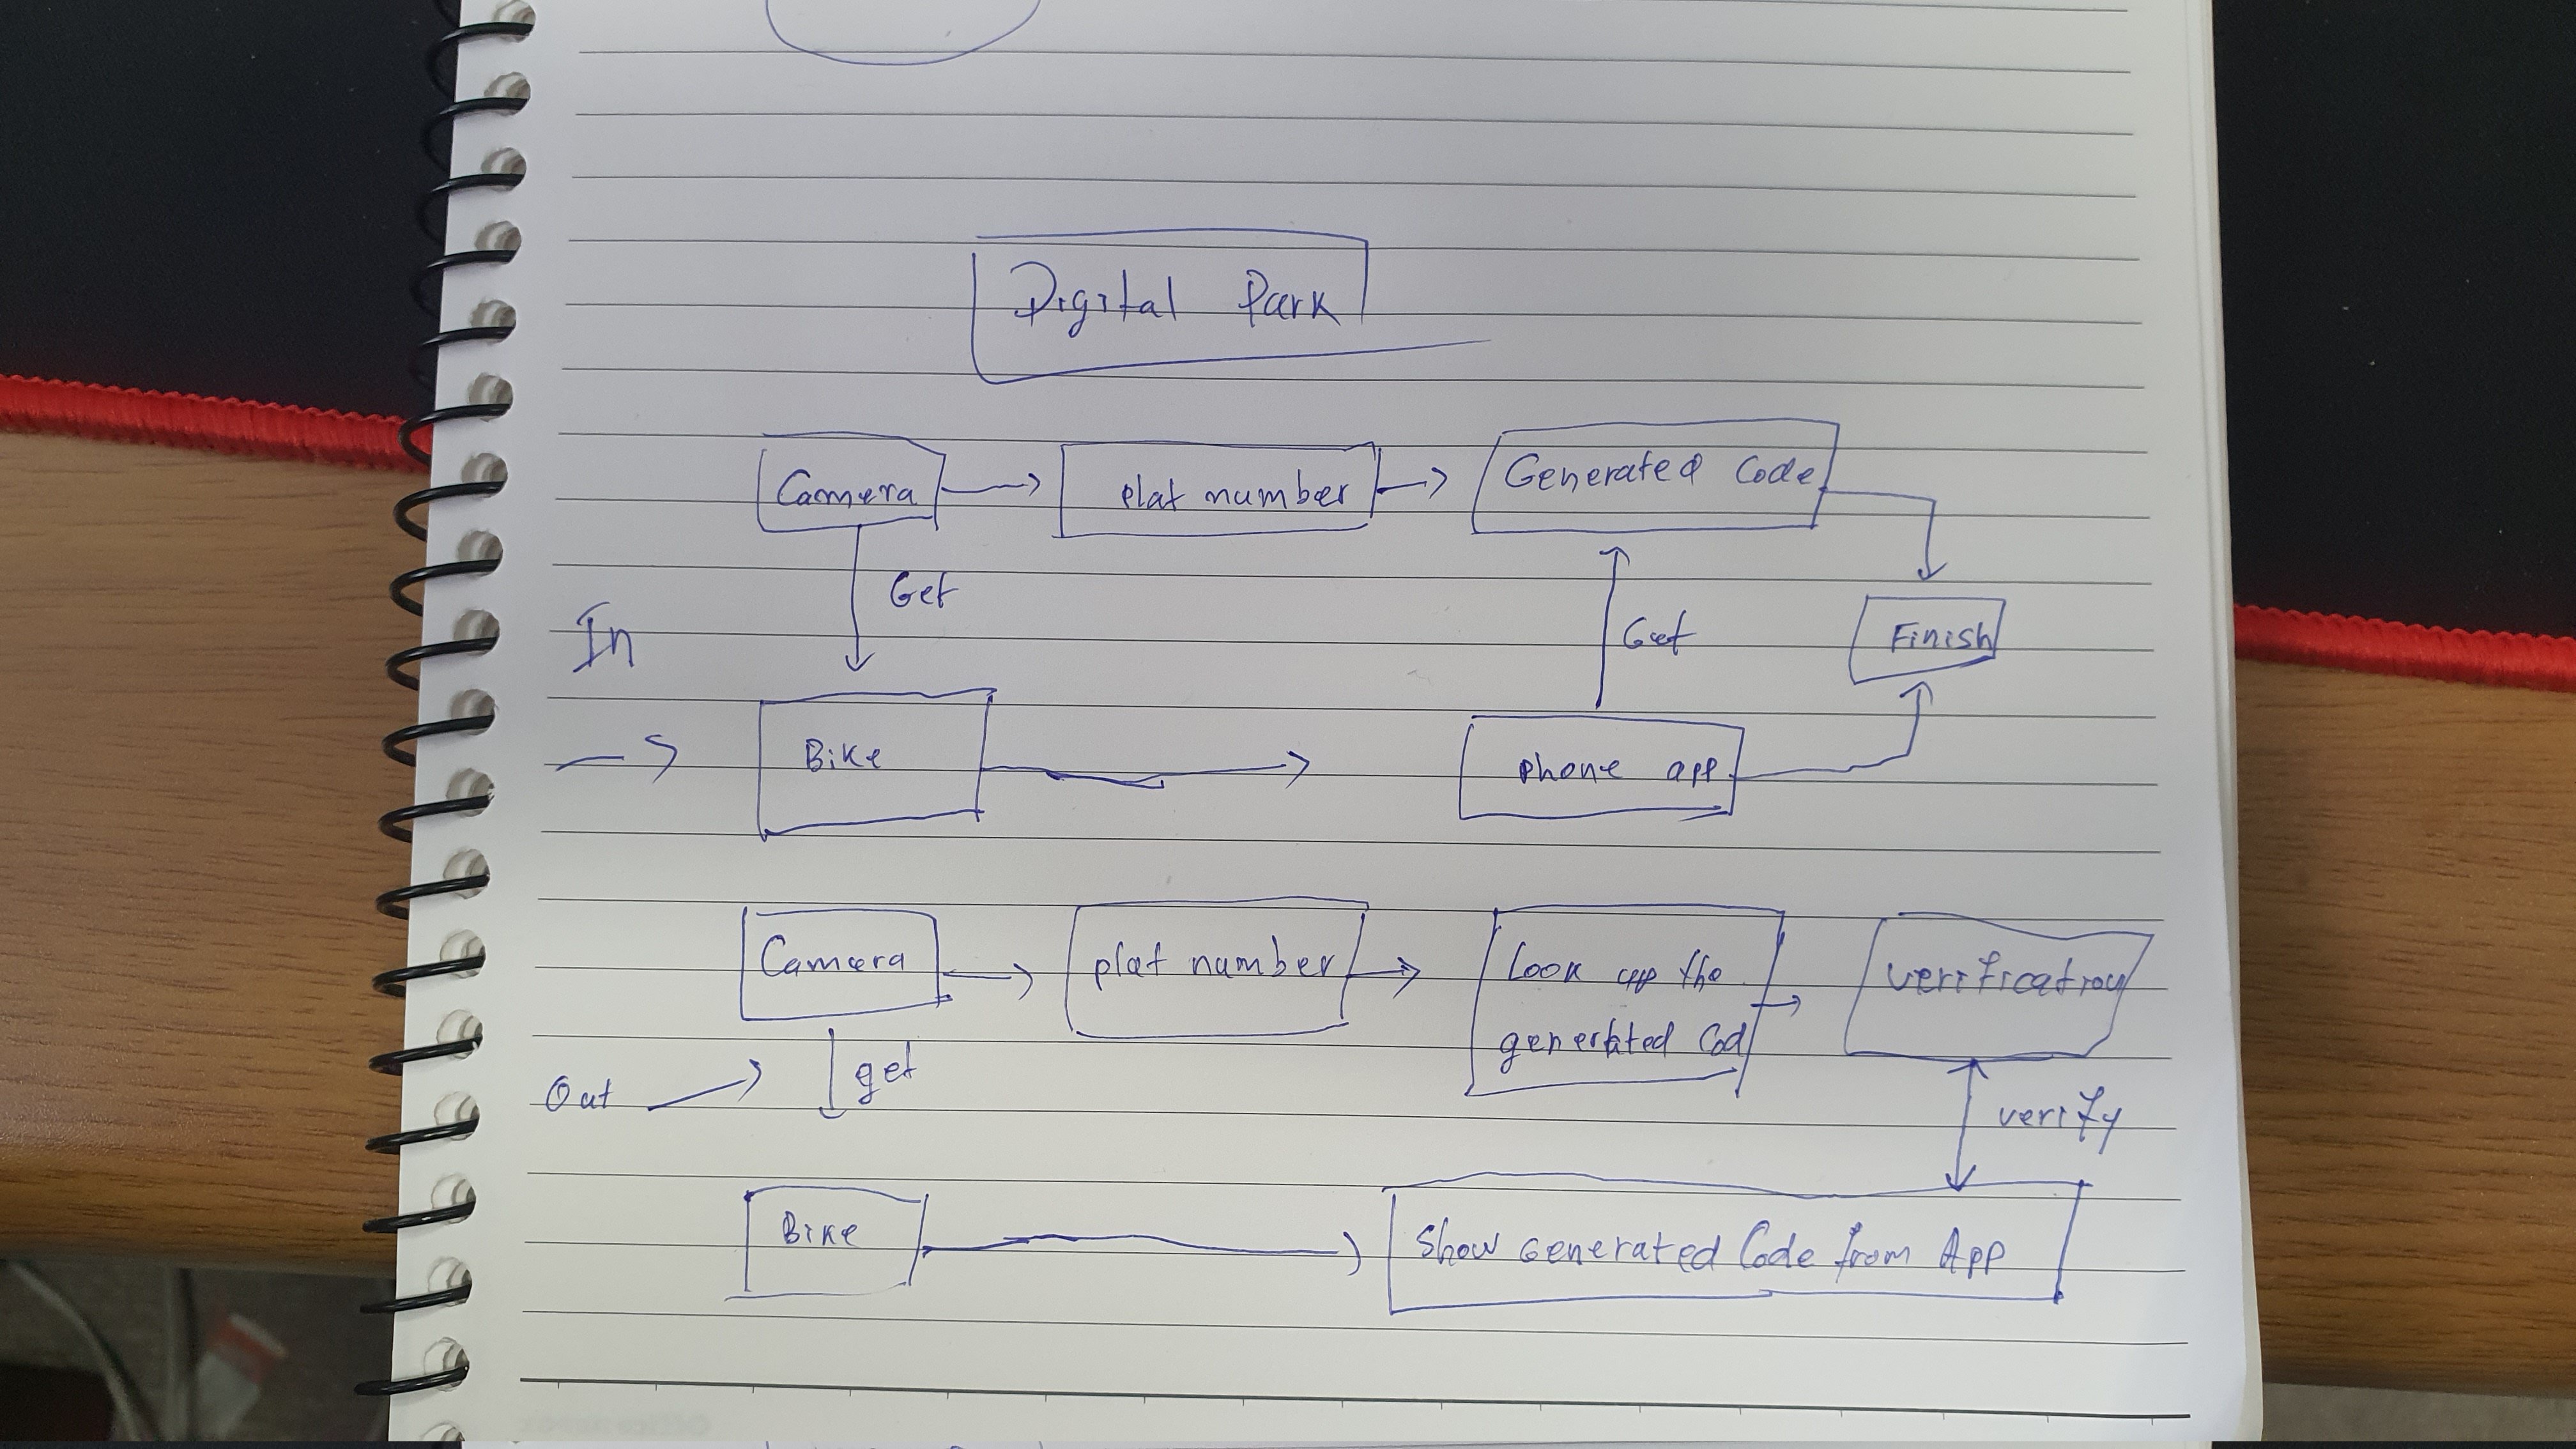 Digital Park
Camera
plat number
Generated Code
Get
In
Get
Finish
Bike
phone app
Camera
plat number
Look up the
generated Cod
verification
Out
get
verify
Bike
Show Generated Code from App